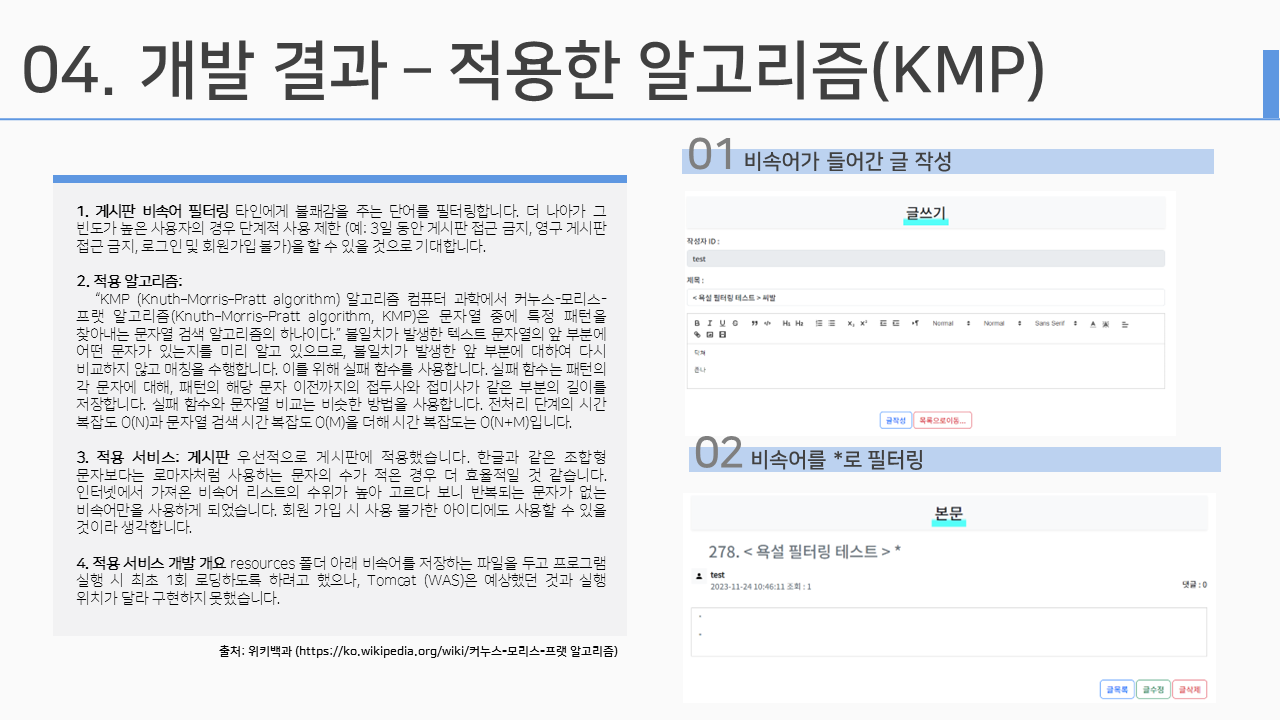 04. 개발 결과 – 적용한 알고리즘(KMP)
1. 게시판 비속어 필터링 타인에게 불쾌감을 주는 단어를 필터링합니다. 더 나아가 그
빈도가 높은 사용자의 경우 단계적 사용 제한 (예: 3일 동안 게시판 접근 금지, 영구 게시판
접근 금지, 로그인 및 회원가입 불가)을 할 수 있을 것으로 기대합니다.
2. 적용 알고리즘:
“KMP (Knuth–Morris–Pratt algorithm) 알고리즘 컴퓨터 과학에서 커누스-모리스-
프랫 알고리즘(Knuth–Morris–Pratt algorithm, KMP)은 문자열 중에 특정 패턴을
찾아내는 문자열 검색 알고리즘의 하나이다.” 불일치가 발생한 텍스트 문자열의 앞 부분에
어떤 문자가 있는지를 미리 알고 있으므로, 불일치가 발생한 앞 부분에 대하여 다시
비교하지 않고 매칭을 수행합니다. 이를 위해 실패 함수를 사용합니다. 실패 함수는 패턴의
각 문자에 대해, 패턴의 해당 문자 이전까지의 접두사와 접미사가 같은 부분의 길이를
저장합니다. 실패 함수와 문자열 비교는 비슷한 방법을 사용합니다. 전처리 단계의 시간
복잡도 O(N)과 문자열 검색 시간 복잡도 O(M)을 더해 시간 복잡도는 O(N+M)입니다.
3. 적용 서비스: 게시판 우선적으로 게시판에 적용했습니다. 한글과 같은 조합형
문자보다는 로마자처럼 사용하는 문자의 수가 적은 경우 더 효율적일 것 같습니다.
인터넷에서 가져온 비속어 리스트의 수위가 높아 고르다 보니 반복되는 문자가 없는
비속어만을 사용하게 되었습니다. 회원 가입 시 사용 불가한 아이디에도 사용할 수 있을
것이라 생각합니다.
4. 적용 서비스 개발 개요 resources 폴더 아래 비속어를 저장하는 파일을 두고 프로그램
실행 시 최초 1회 로딩하도록 하려고 했으나, Tomcat (WAS)은 예상했던 것과 실행
위치가 달라 구현하지 못했습니다.
출처: 위키백과 (https://ko.wikipedia.org/wiki/커누스-모리스-프랫 알고리즘)
01 비속어가 들어간 글 작성
글쓰기
작성자 ID :
test
제목 :
< 욕설 필터링 테스트 > 씨발
B I U S ” </> H1 H2 X₂ X² ¶ Normal Normal Sans Serif A
닥쳐
존나
글작성 목록으로이동...
02 비속어를 *로 필터링
본문
278. < 욕설 필터링 테스트 > *
test
2023-11-24 10:46:11 조회 : 1
댓글 : 0
*
*
글목록 글수정 글삭제